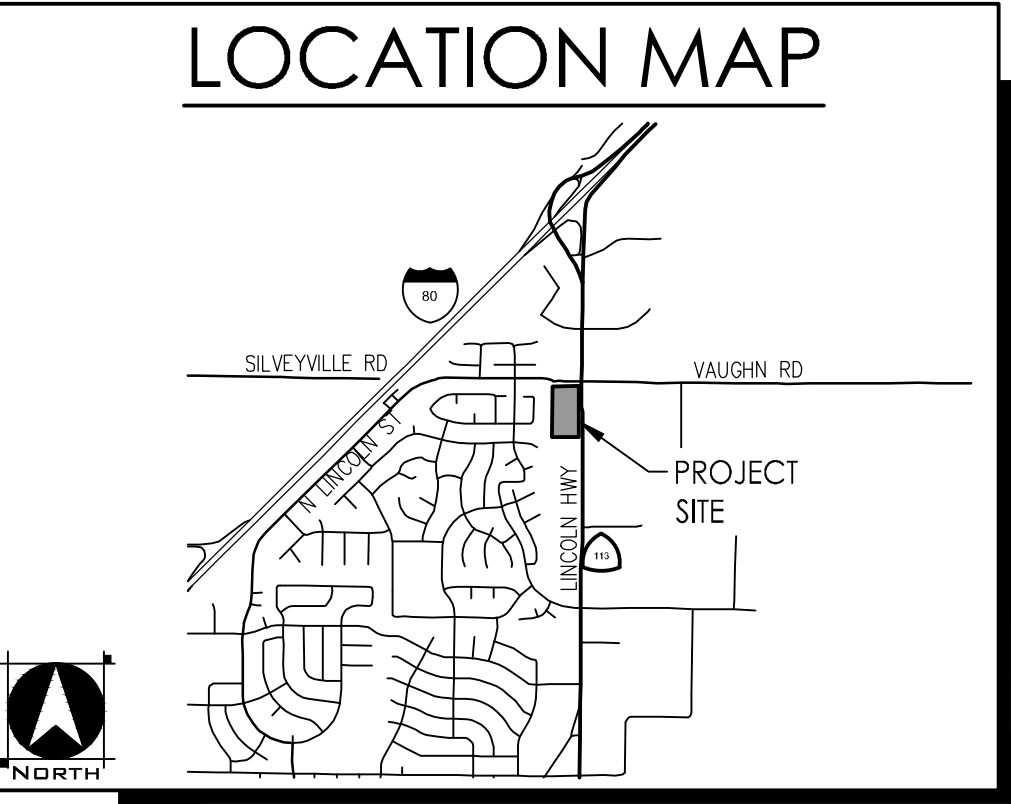 LOCATION MAP
80
SILVEYVILLE RD
VAUGHN RD
N LINCOLN ST
PROJECT
SITE
LINCOLN HWY
113
NORTH